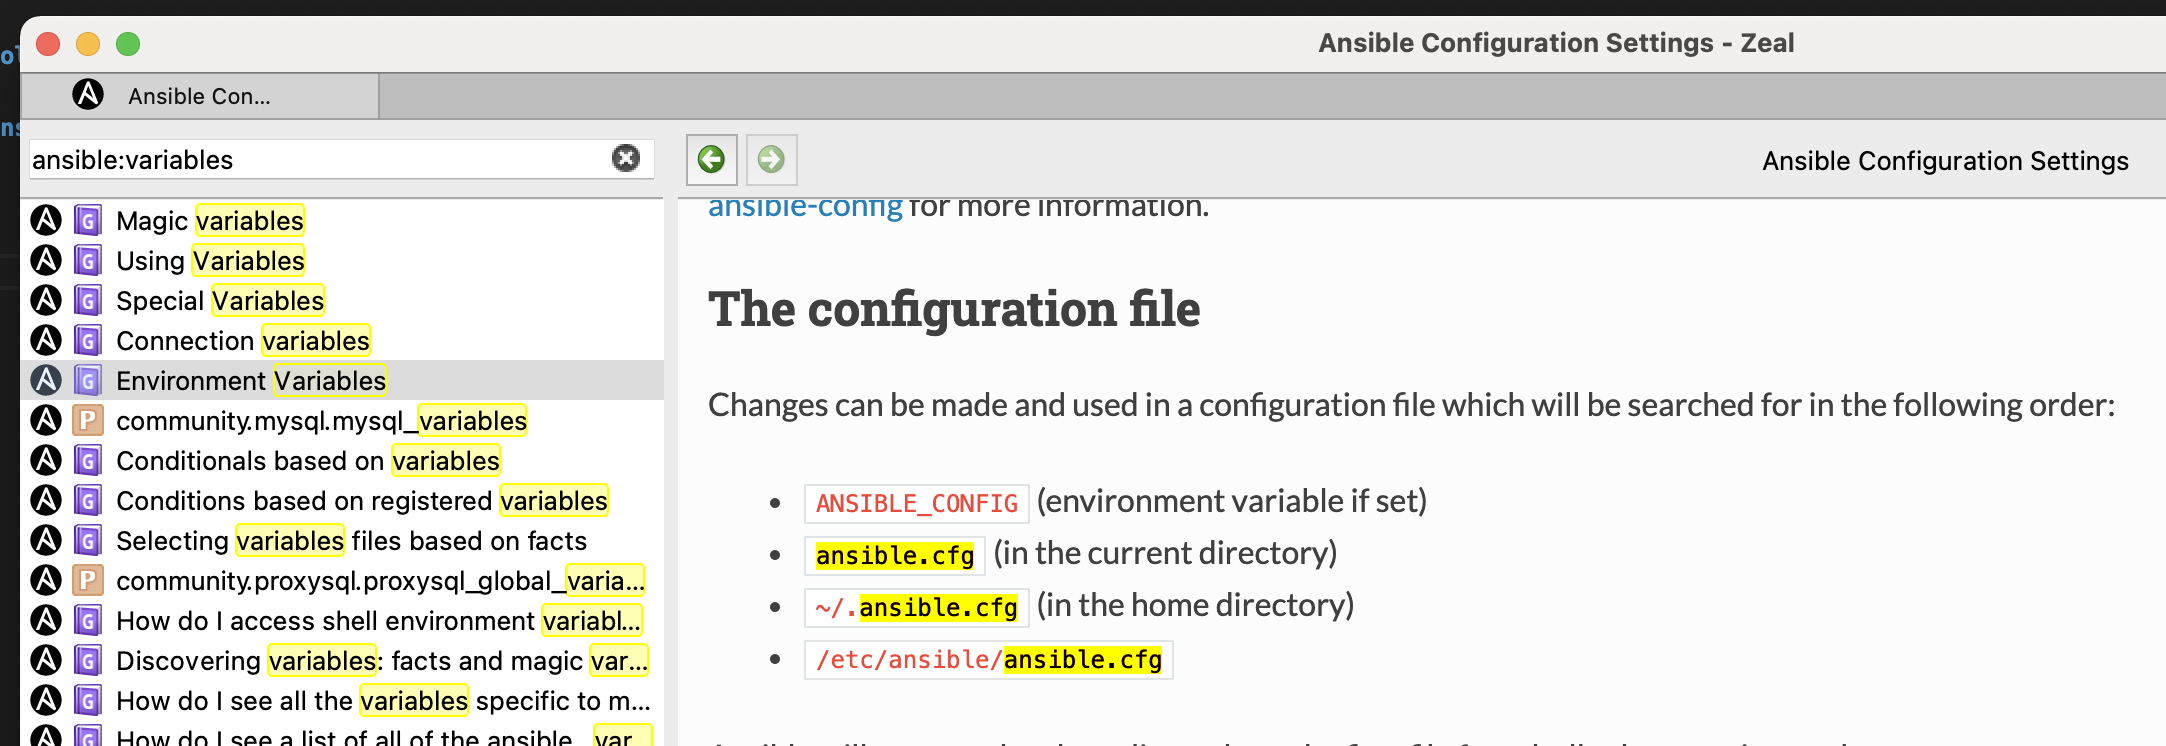 Ansible Configuration Settings - Zeal
Ansible Con...
ansible:variables
Ansible Configuration Settings
Magic variables
Using Variables
Special Variables
Connection variables
Environment Variables
community.mysql.mysql_variables
Conditionals based on variables
Conditions based on registered variables
Selecting variables files based on facts
community.proxysql.proxysql_global_varia...
How do I access shell environment variabl...
Discovering variables: facts and magic var...
How do I see all the variables specific to m...
How do I see a list of all of the ansible_ var...
ansible-config for more information.
The configuration file
Changes can be made and used in a configuration file which will be searched for in the following order:
• ANSIBLE_CONFIG (environment variable if set)
• ansible.cfg (in the current directory)
• ~/.ansible.cfg (in the home directory)
• /etc/ansible/ansible.cfg